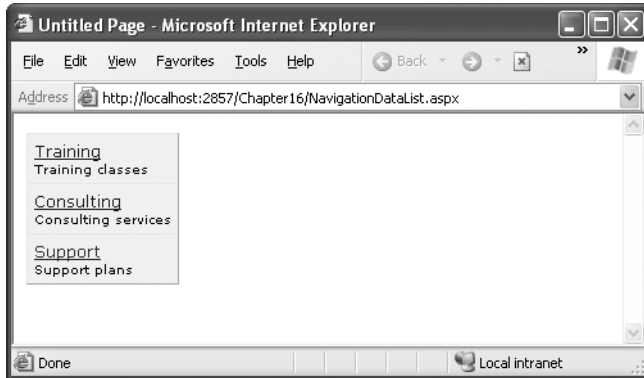 Untitled Page - Microsoft Internet Explorer
File Edit View Favorites Tools Help Back »
Address http://localhost:2857/Chapter16/NavigationDataList.aspx
Training
Training classes
Consulting
Consulting services
Support
Support plans
Done Local intranet